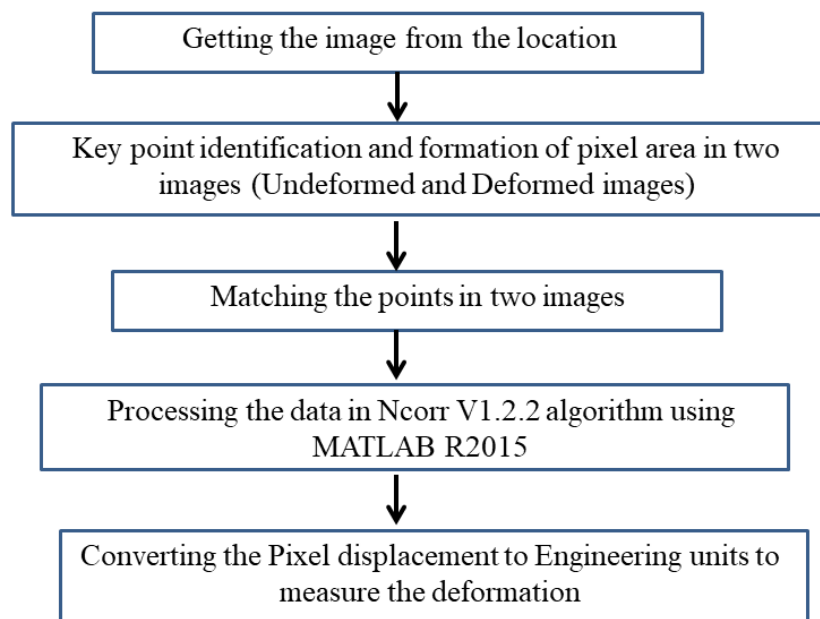 Getting the image from the location
Key point identification and formation of pixel area in two
images (Undeformed and Deformed images)
Matching the points in two images
Processing the data in Ncorr V1.2.2 algorithm using
MATLAB R2015
Converting the Pixel displacement to Engineering units to
measure the deformation